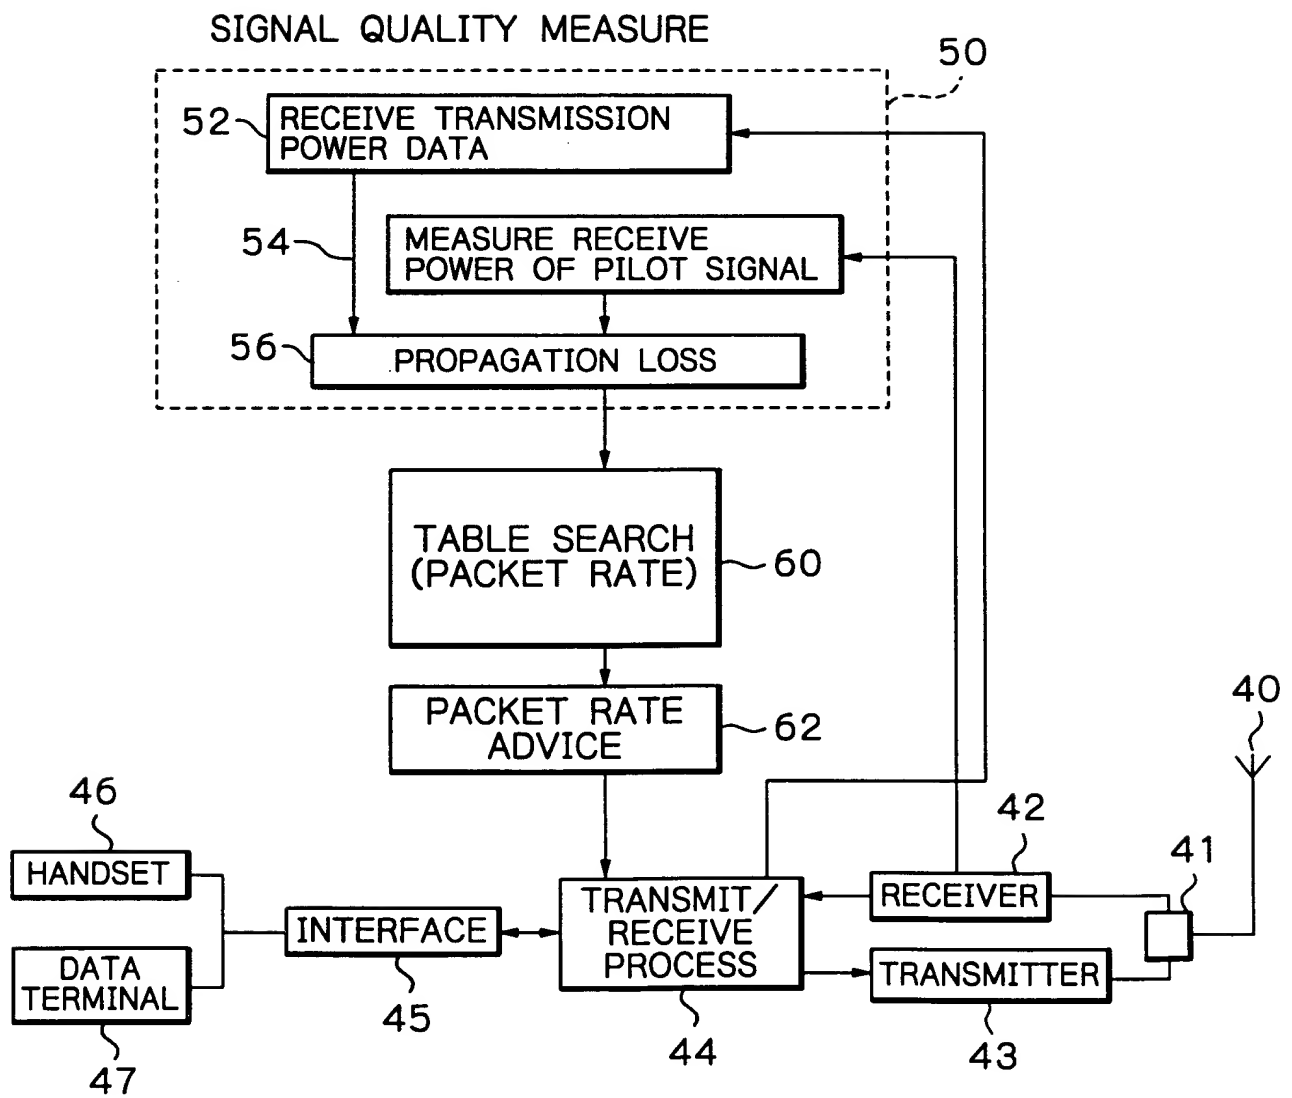 SIGNAL QUALITY MEASURE
50
52
RECEIVE TRANSMISSION
POWER DATA
54
MEASURE RECEIVE
POWER OF PILOT SIGNAL
56
PROPAGATION LOSS
TABLE SEARCH
(PACKET RATE)
60
PACKET RATE
ADVICE
62
40
46
42
41
HANDSET
RECEIVER
TRANSMIT/
RECEIVE
PROCESS
INTERFACE
DATA
TERMINAL
TRANSMITTER
45
44
43
47